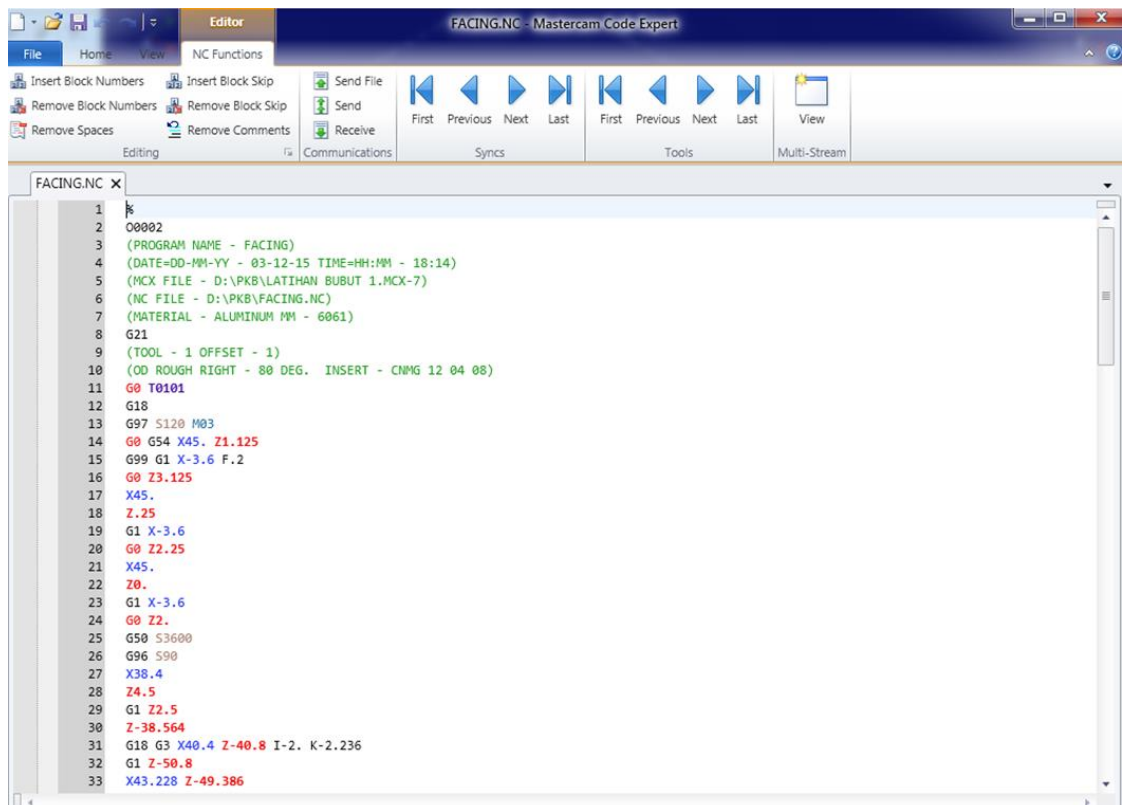 Editor
FACING.NC - Mastercam Code Expert
File Home View NC Functions
Insert Block Numbers Insert Block Skip Send File
Remove Block Numbers Remove Block Skip Send
Remove Spaces Remove Comments Receive
First Previous Next Last First Previous Next Last View
Editing Communications Syncs Tools Multi-Stream
FACING.NC
1 %
2 O0002
3 (PROGRAM NAME - FACING)
4 (DATE=DD-MM-YY - 03-12-15 TIME=HH:MM - 18:14)
5 (MCX FILE - D:\PKB\LATIHAN BUBUT 1.MCX-7)
6 (NC FILE - D:\PKB\FACING.NC)
7 (MATERIAL - ALUMINUM MM - 6061)
8 G21
9 (TOOL - 1 OFFSET - 1)
10 (OD ROUGH RIGHT - 80 DEG. INSERT - CNMG 12 04 08)
11 G0 T0101
12 G18
13 G97 S120 M03
14 G0 G54 X45. Z1.125
15 G99 G1 X-3.6 F.2
16 G0 Z3.125
17 X45.
18 Z.25
19 G1 X-3.6
20 G0 Z2.25
21 X45.
22 Z0.
23 G1 X-3.6
24 G0 Z2.
25 G50 S3600
26 G96 S90
27 X38.4
28 Z4.5
29 G1 Z2.5
30 Z-38.564
31 G18 G3 X40.4 Z-40.8 I-2. K-2.236
32 G1 Z-50.8
33 X43.228 Z-49.386